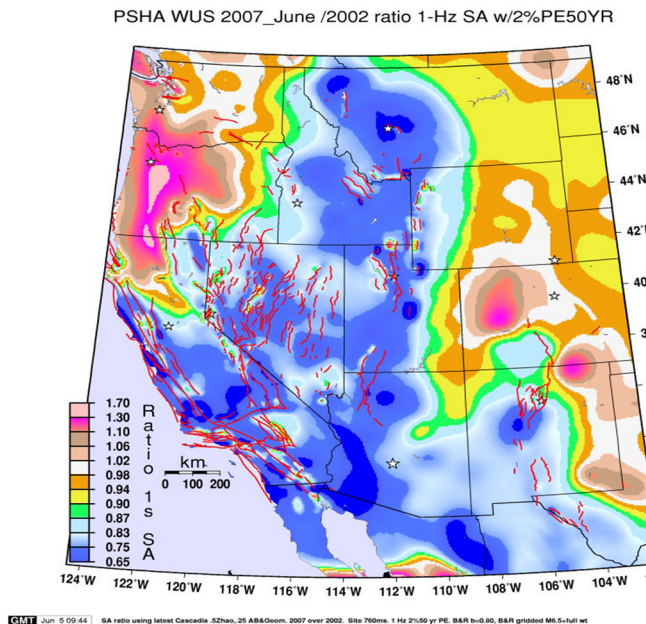 PSHA WUS 2007_June /2002 ratio 1-Hz SA w/2%PE50YR
48°N
46°N
44°N
42°N
40
3
3
1.70
1.30
1.10
1.06
1.02
0.98
0.94
0.90
0.87
0.83
0.75
0.65
Ratio 1s SA
km
0 100 200
124°W 122°W 120°W 118°W 116°W 114°W 112°W 110°W 108°W 106°W 104°W 10
GMT Jun 5 09:44 SA ratio using latest Cascadia .5Zhao,.25 AB&Geom. 2007 over 2002. Site 760ms. 1 Hz 2%50 yr PE. B&R b=0.80, B&R gridded M6.5+full wt